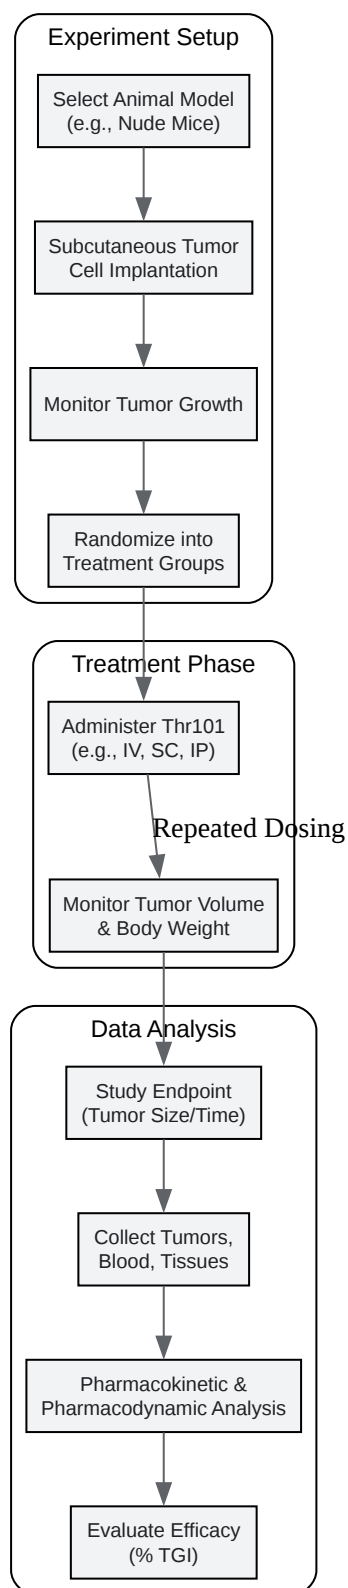 Experiment Setup
Select Animal Model
(e.g., Nude Mice)
Subcutaneous Tumor
Cell Implantation
Monitor Tumor Growth
Randomize into
Treatment Groups
Treatment Phase
Administer Thr101
(e.g., IV, SC, IP)
Repeated Dosing
Monitor Tumor Volume
& Body Weight
Data Analysis
Study Endpoint
(Tumor Size/Time)
Collect Tumors,
Blood, Tissues
Pharmacokinetic &
Pharmacodynamic Analysis
Evaluate Efficacy
(% TGI)